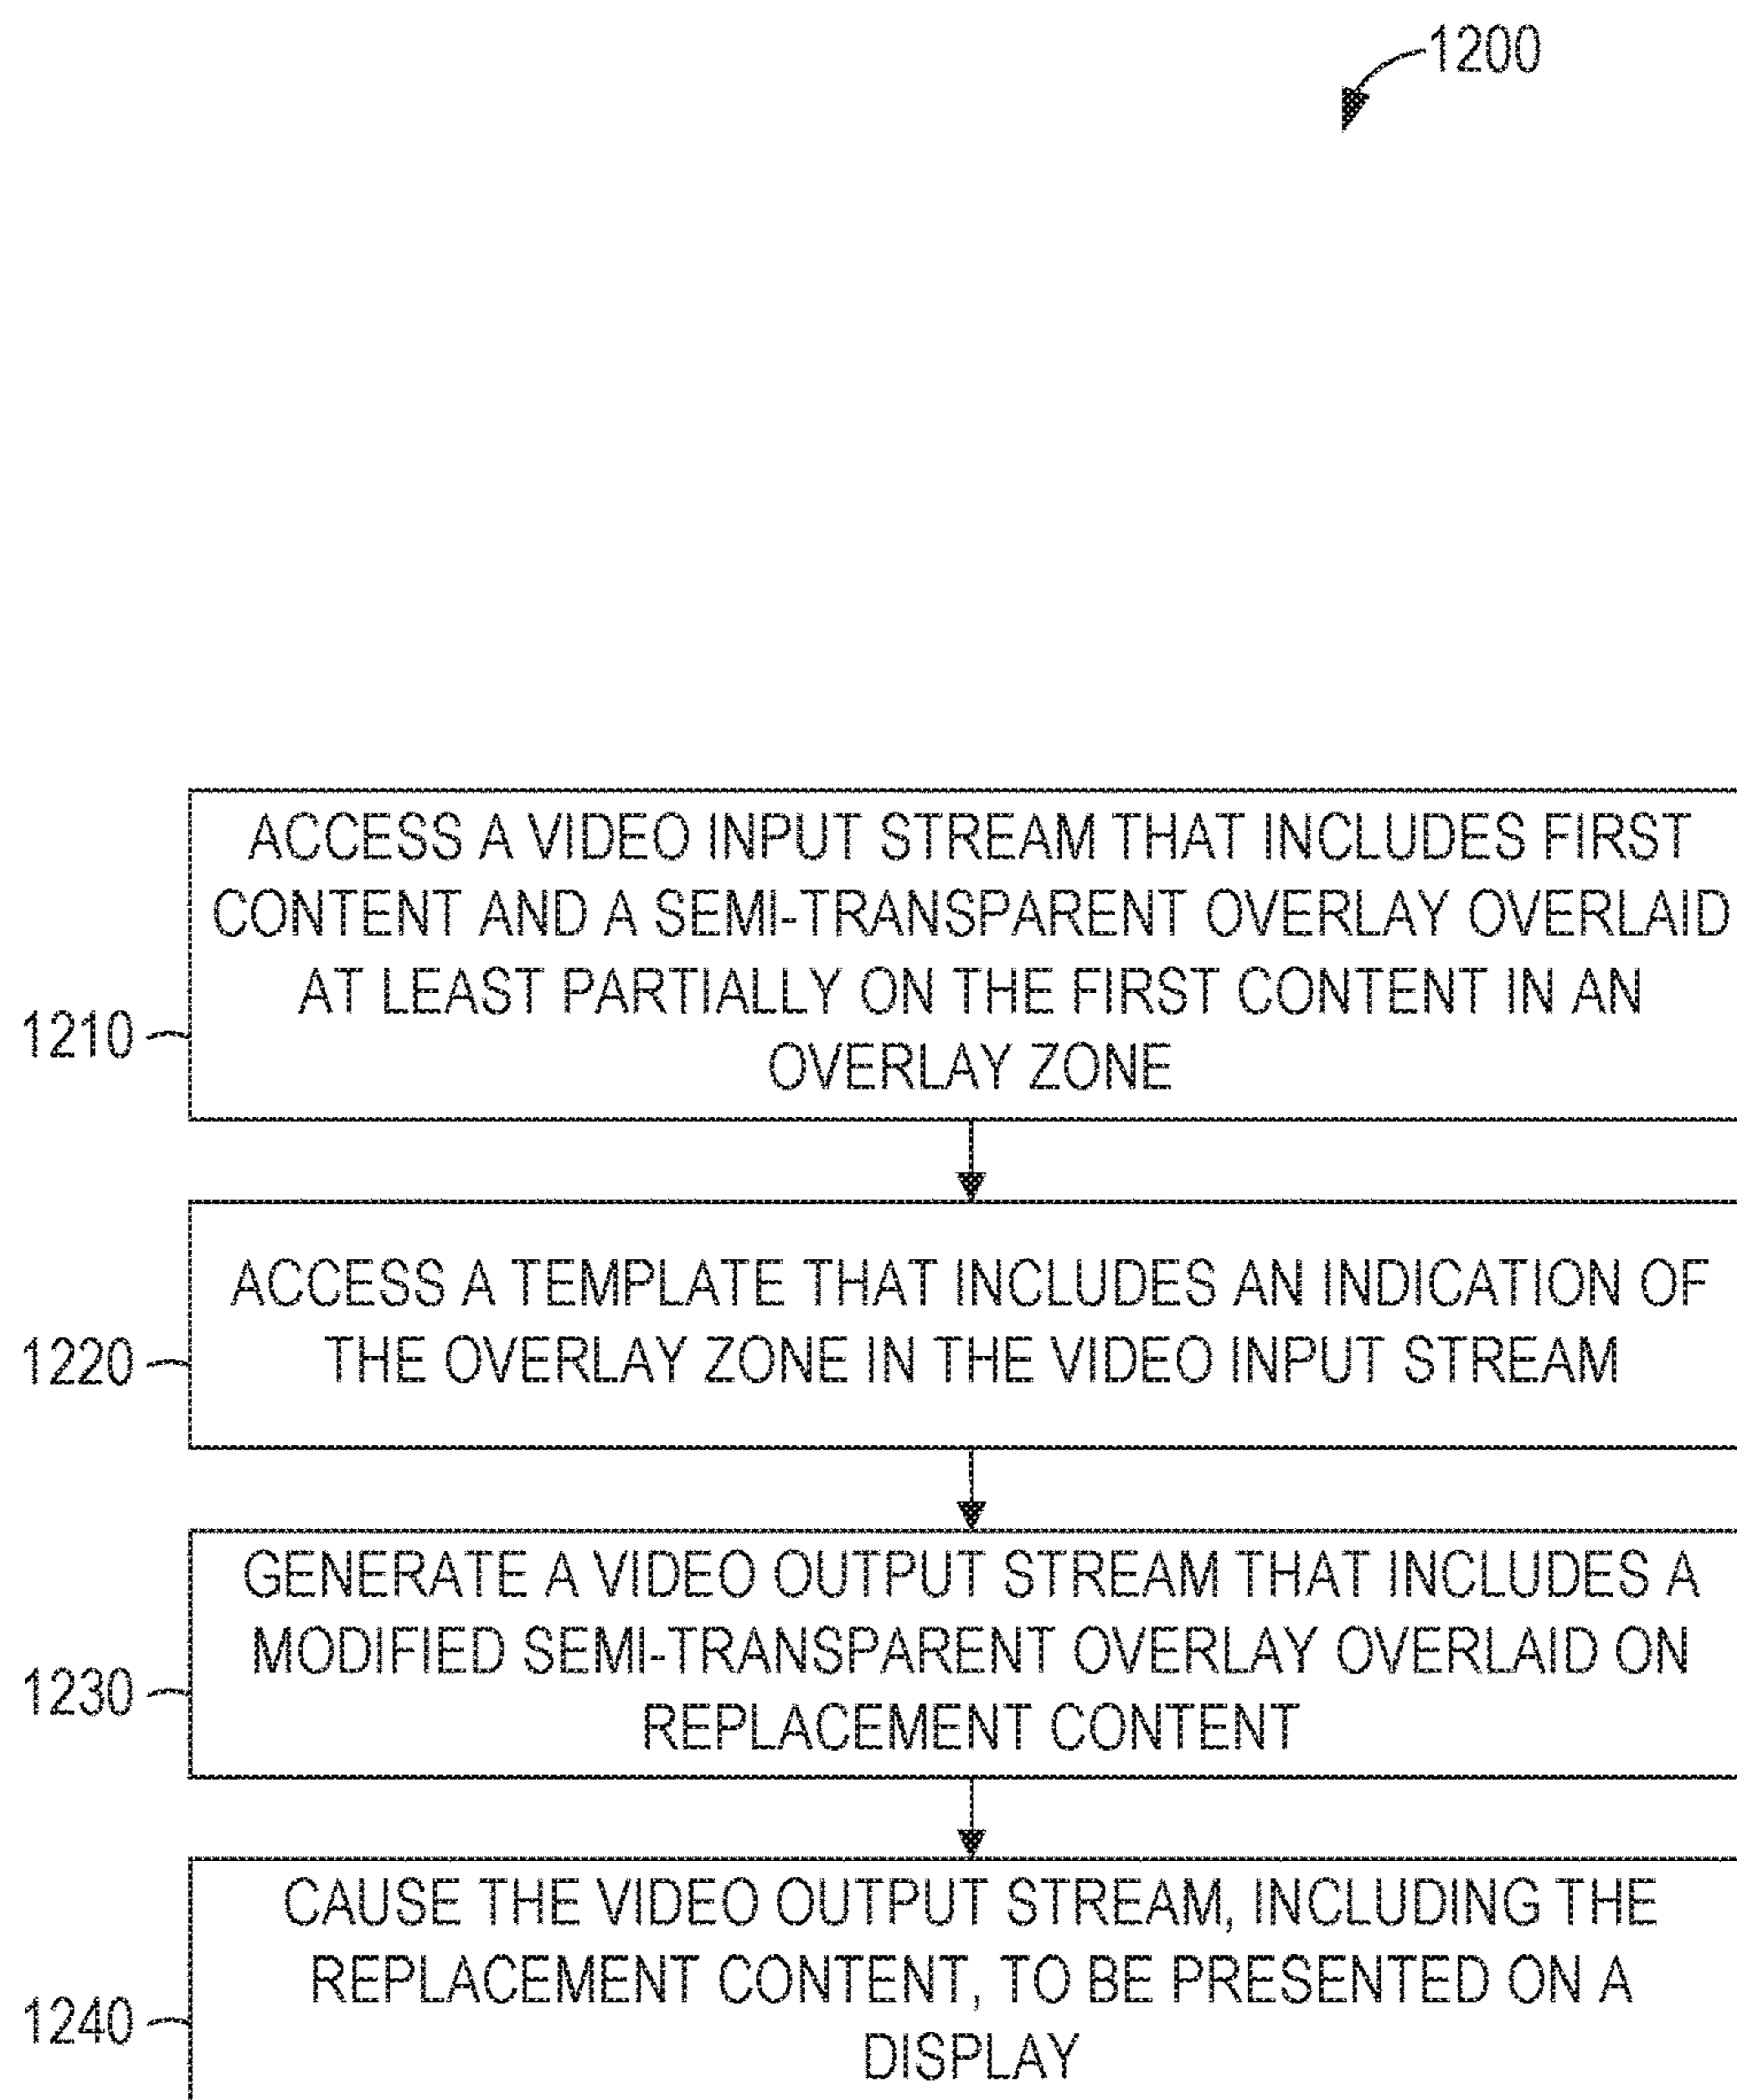 1200
ACCESS A VIDEO INPUT STREAM THAT INCLUDES FIRST
CONTENT AND A SEMI-TRANSPARENT OVERLAY OVERLAID
AT LEAST PARTIALLY ON THE FIRST CONTENT IN AN
OVERLAY ZONE
1210
ACCESS A TEMPLATE THAT INCLUDES AN INDICATION OF
THE OVERLAY ZONE IN THE VIDEO INPUT STREAM
1220
GENERATE A VIDEO OUTPUT STREAM THAT INCLUDES A
MODIFIED SEMI-TRANSPARENT OVERLAY OVERLAID ON
REPLACEMENT CONTENT
1230
CAUSE THE VIDEO OUTPUT STREAM, INCLUDING THE
REPLACEMENT CONTENT, TO BE PRESENTED ON A
DISPLAY
1240